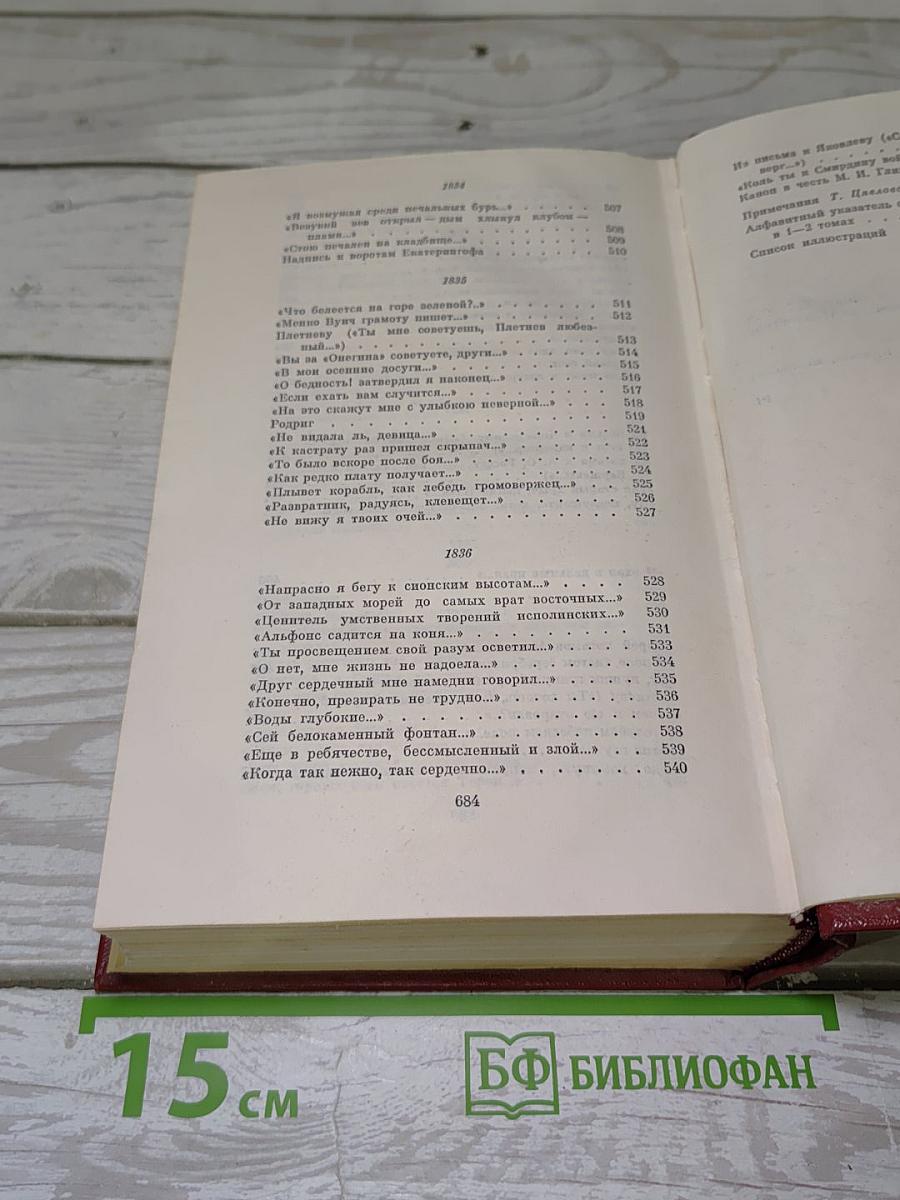 1834
«Я возмужал среди печальных бурь...» . . . . . 507
«Везувий зев открыл — дым хлынул клубом —
пламя...» . . . . . . . . . . . . . 508
«Стою печален на кладбище...» . . . . . . . 509
Надпись к воротам Екатерингофа . . . . . . 510
1835
«Что белеется на горе зеленой?..» . . . . . . . 511
«Менко Вуич грамоту пишет...» . . . . . . . . 512
Плетневу («Ты мне советуешь, Плетнев любез-
ный...») . . . . . . . . . . . . . . . 513
«Вы за «Онегина» советуете, други...» . . . . . . 514
«В мои осенние досуги...» . . . . . . . . . . 515
«О бедность! затвердил я наконец...» . . . . . . 516
«Если ехать вам случится...» . . . . . . . . . 517
«На это скажут мне с улыбкою неверной...» . . . 518
Родриг . . . . . . . . . . . . . . . . 519
«Не видала ль, девица...» . . . . . . . . . . 521
«К кастрату раз пришел скрыпач...» . . . . . . . 522
«То было вскоре после боя...» . . . . . . . . . 523
«Как редко плату получает...» . . . . . . . . . 524
«Плывет корабль, как лебедь громовержец...» . . 525
«Развратник, радуясь, клевещет...» . . . . . . 526
«Не вижу я твоих очей...» . . . . . . . . . . 527
1836
«Напрасно я бегу к сионским высотам...» . . . . 528
«От западных морей до самых врат восточных...» 529
«Ценитель умственных творений исполинских...» 530
«Альфонс садится на коня...» . . . . . . . . . 531
«Ты просвещением свой разум осветил...» . . . . 533
«О нет, мне жизнь не надоела...» . . . . . . . 534
«Друг сердечный мне намедни говорил...» . . . . 535
«Конечно, презирать не трудно...» . . . . . . . 536
«Воды глубокие...» . . . . . . . . . . . . 537
«Сей белокаменный фонтан...» . . . . . . . . 538
«Еще в ребячестве, бессмысленный и злой...» . . 539
«Когда так нежно, так сердечно...» . . . . . . . 540
684
Из письма к Яковлеву
верг...») . . . . . .
«Коль ты к Смирдину
Канон в честь М. И.
Примечания Т.
Алфавитный указатель
в 1—2 томах . . .
Список иллюстраций
15 см
БФ БИБЛИОФАН